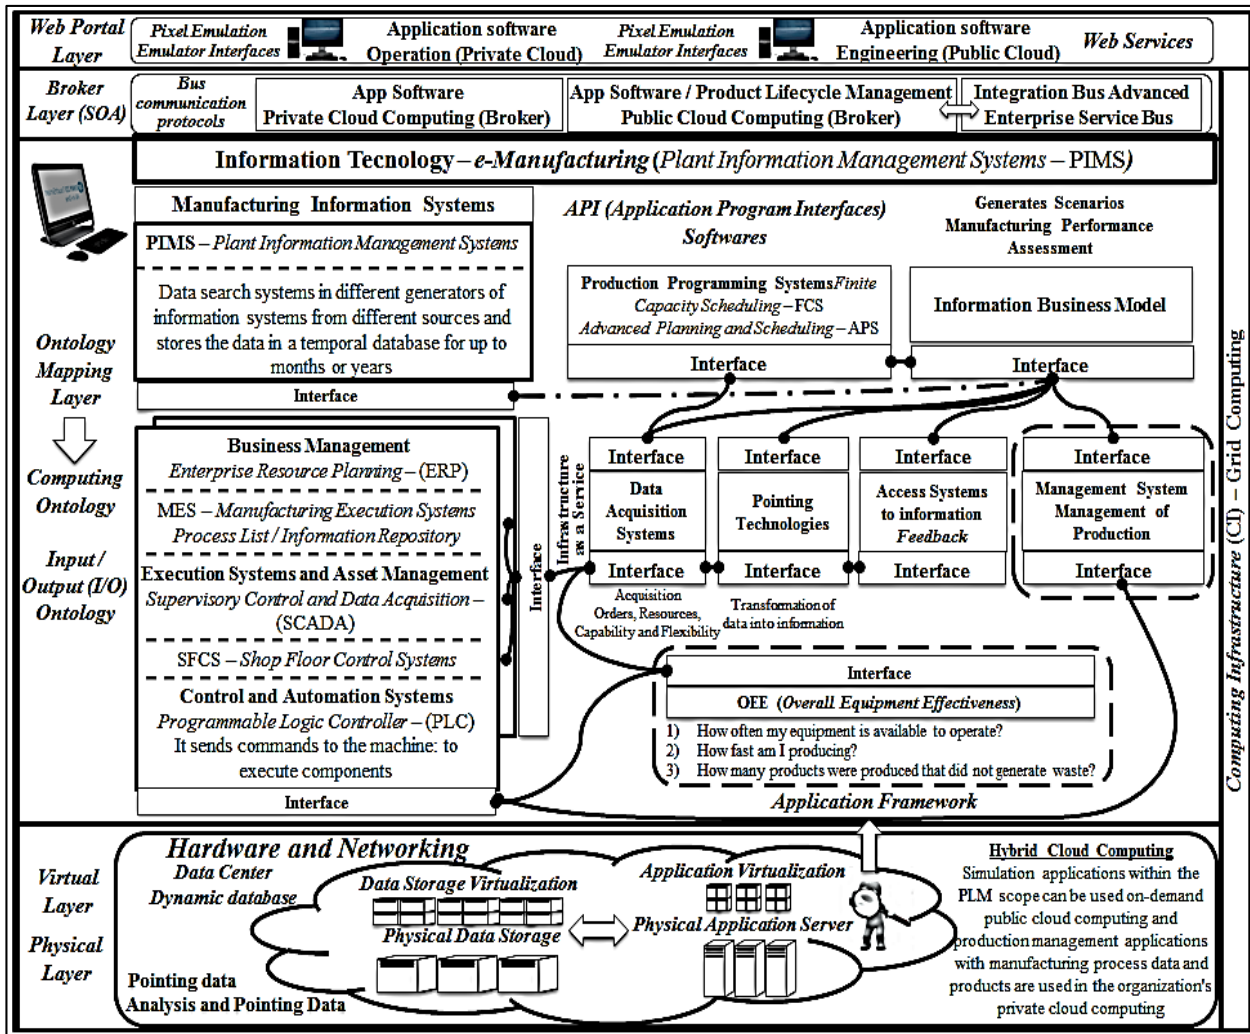 Web Portal
Layer
Pixel Emulation
Emulator Interfaces
Application software
Operation (Private Cloud)
Pixel Emulation
Emulator Interfaces
Application software
Engineering (Public Cloud)
Web Services
Broker
Layer (SOA)
Bus
communication
protocols
App Software
Private Cloud Computing (Broker)
App Software / Product Lifecycle Management
Public Cloud Computing (Broker)
Integration Bus Advanced
Enterprise Service Bus
Information Tecnology – e-Manufacturing (Plant Information Management Systems – PIMS)
Manufacturing Information Systems
PIMS – Plant Information Management Systems
Data search systems in different generators of
information systems from different sources and
stores the data in a temporal database for up to
months or years
Interface
API (Application Program Interfaces)
Softwares
Generates Scenarios
Manufacturing Performance
Assessment
Production Programming SystemsFinite
Capacity Scheduling – FCS
Advanced Planning and Scheduling – APS
Interface
Information Business Model
Interface
Ontology
Mapping
Layer
Computing
Ontology
Input /
Output (I/O)
Ontology
Business Management
Enterprise Resource Planning – (ERP)
MES – Manufacturing Execution Systems
Process List / Information Repository
Execution Systems and Asset Management
Supervisory Control and Data Acquisition –
(SCADA)
SFCS – Shop Floor Control Systems
Control and Automation Systems
Programmable Logic Controller – (PLC)
It sends commands to the machine: to
execute components
Interface
Interface
Infrastructure
as a Service
Interface
Data
Acquisition
Systems
Interface
Acquisition
Orders, Resources,
Capability and Flexibility
Interface
Pointing
Technologies
Interface
Transformation of
data into information
Interface
Access Systems
to information
Feedback
Interface
Interface
Management System
Management of
Production
Interface
Interface
OEE (Overall Equipment Effectiveness)
1) How often my equipment is available to operate?
2) How fast am I producing?
3) How many products were produced that did not generate waste?
Application Framework
Computing Infrastructure (CI) – Grid Computing
Virtual
Layer
Physical
Layer
Hardware and Networking
Data Center
Dynamic database
Data Storage Virtualization
Physical Data Storage
Application Virtualization
Physical Application Server
Pointing data
Analysis and Pointing Data
Hybrid Cloud Computing
Simulation applications within the
PLM scope can be used on-demand
public cloud computing and
production management applications
with manufacturing process data and
products are used in the organization's
private cloud computing